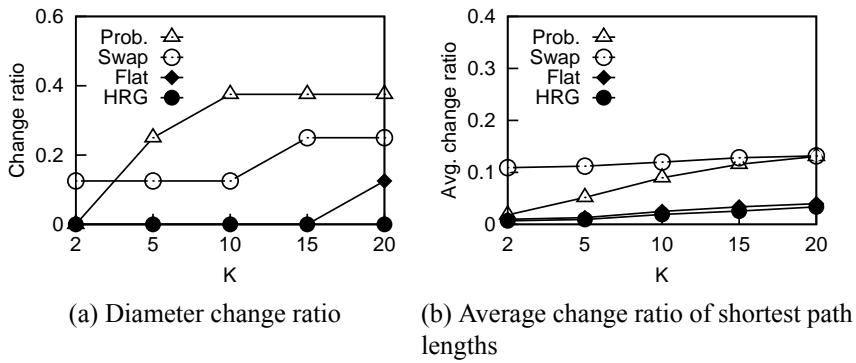 0.6
0.4
0.2
0
Change ratio
Prob.
Swap
Flat
HRG
2 5 10 15 20
K
(a) Diameter change ratio
0.4
0.3
0.2
0.1
0
Avg. change ratio
Prob.
Swap
Flat
HRG
2 5 10 15 20
K
(b) Average change ratio of shortest path
lengths